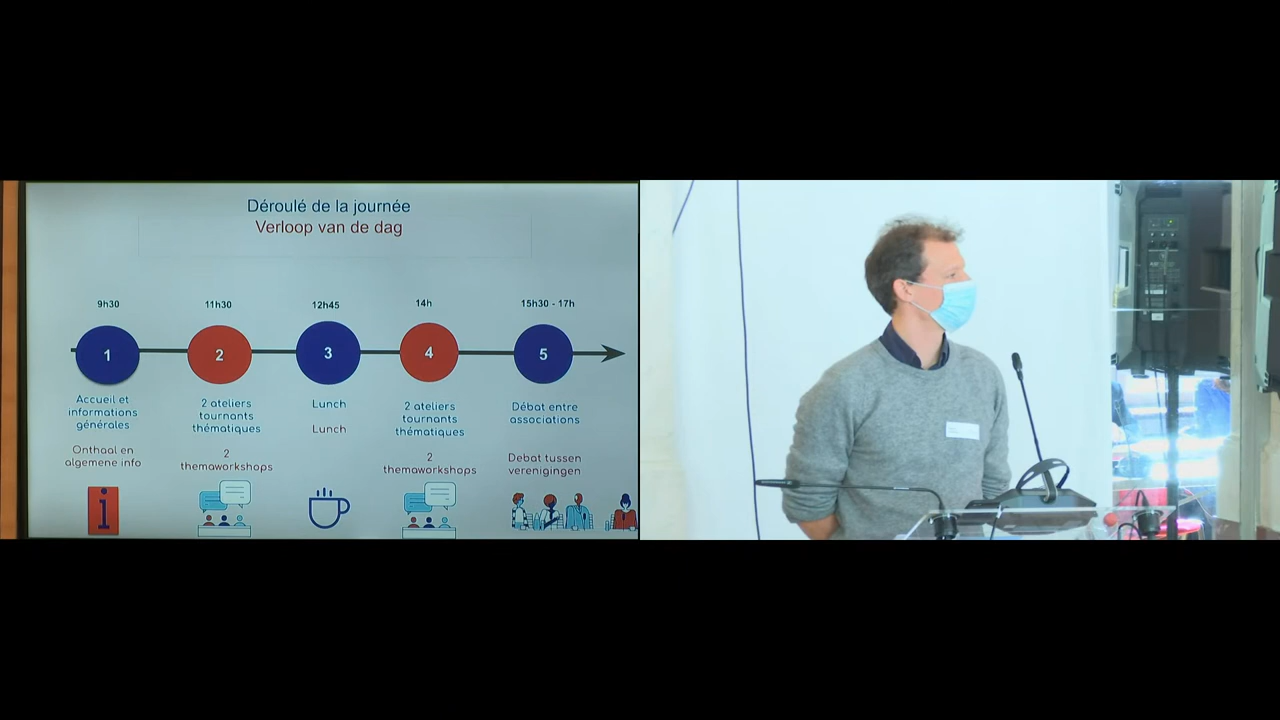 Déroulé de la journée
Verloop van de dag
9h30
11h30
12h45
14h
15h30 - 17h
1
2
3
4
5
Accueil et
informations
générales
Onthaal en
algemene info
2 ateliers
tournants
thématiques
2
themaworkshops
Lunch
Lunch
2 ateliers
tournants
thématiques
2
themaworkshops
Débat entre
associations
Debat tussen
verenigingen
i